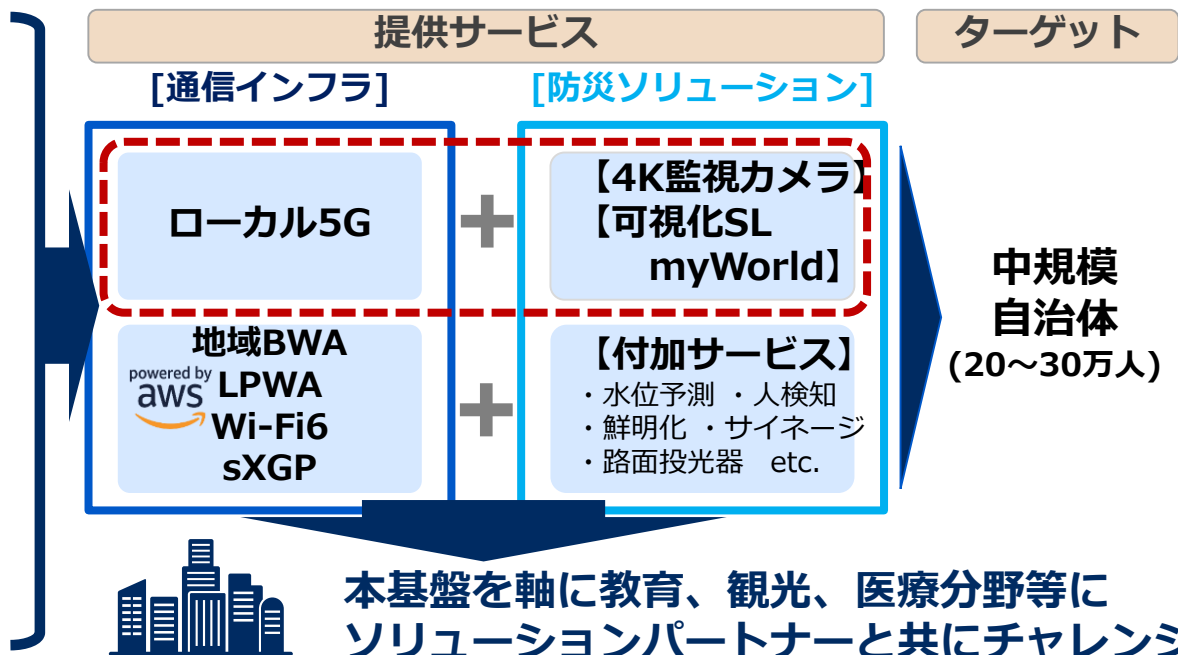 提供サービス
ターゲット
[通信インフラ]
[防災ソリューション]
ローカル5G
+
【4K監視カメラ】
【可視化SL
myWorld】
中規模
自治体
(20～30万人)
地域BWA
powered by
aws
LPWA
Wi-Fi6
sXGP
+
【付加サービス】
・水位予測 ・人検知
・鮮明化 ・サイネージ
・路面投光器 etc.
本基盤を軸に教育、観光、医療分野等に
ソリューションパートナーと共にチャレンジ